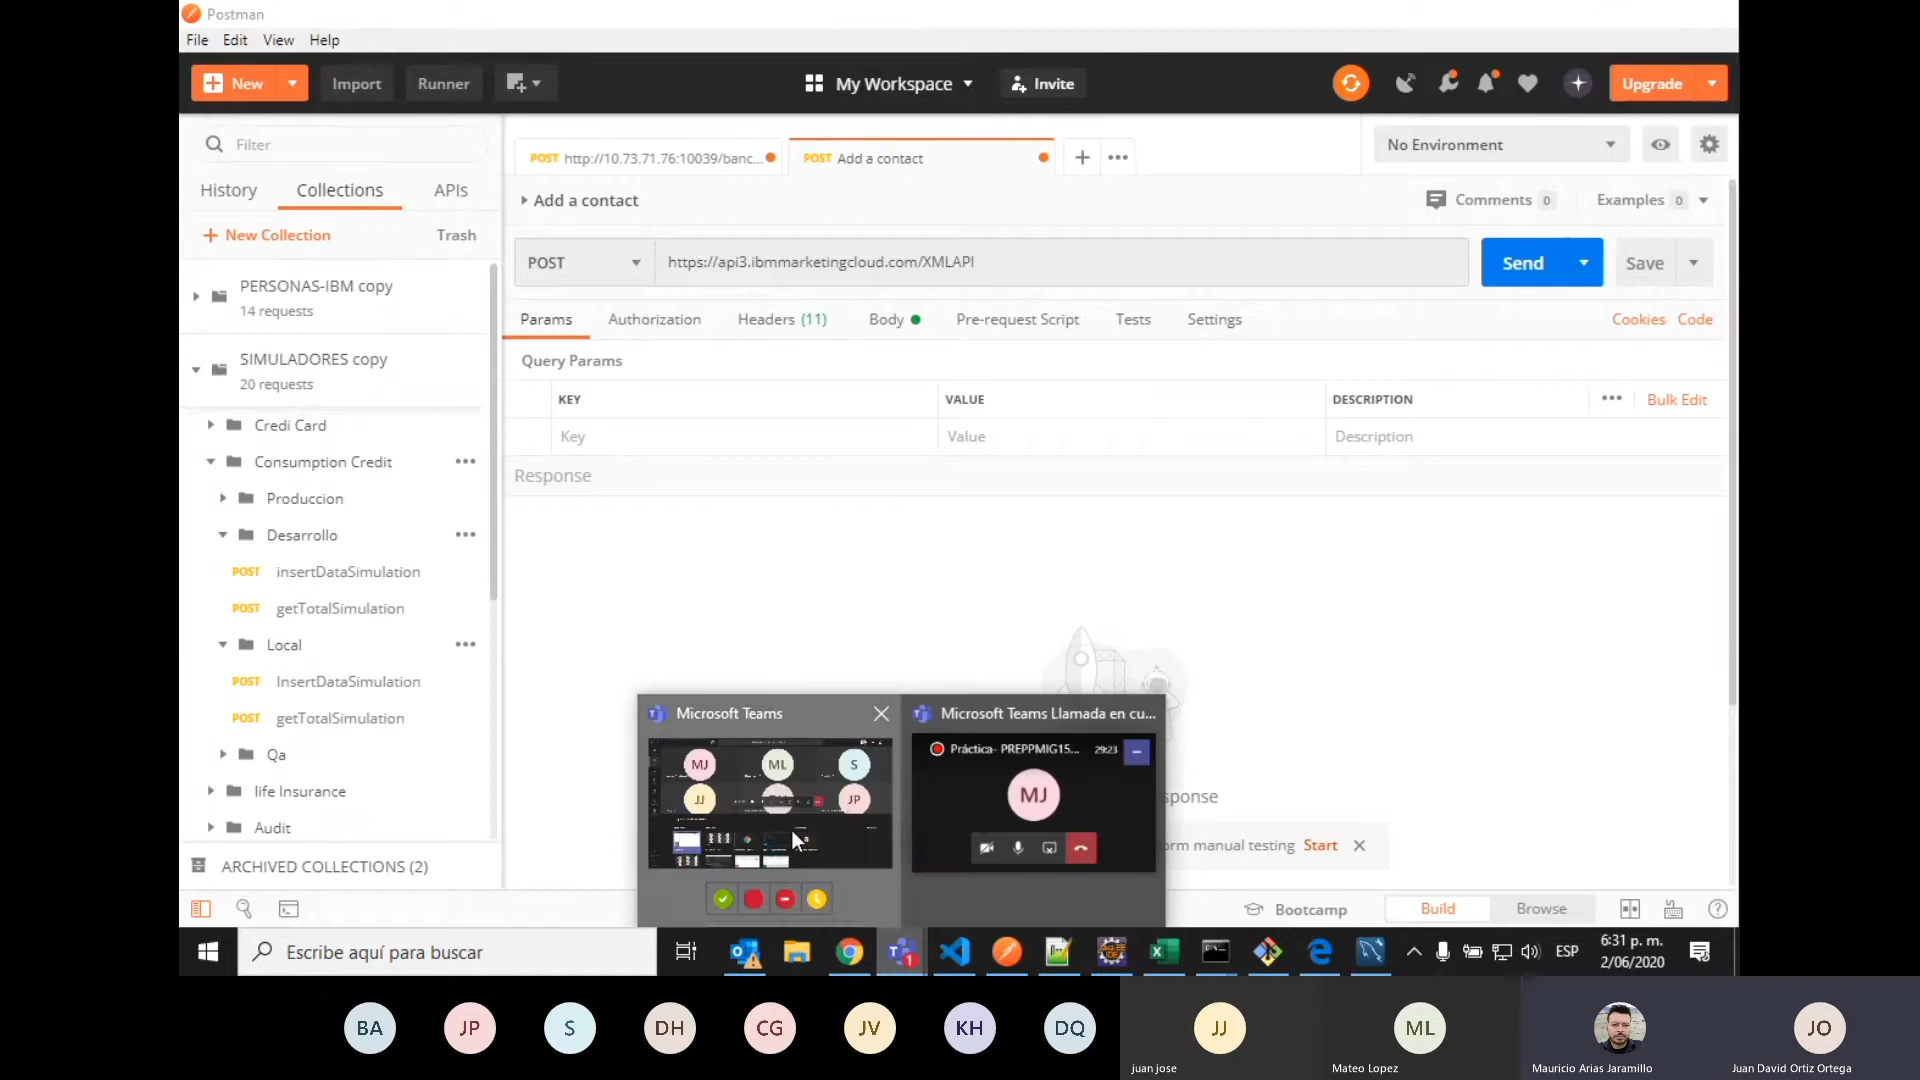 Postman
File Edit View Help
New Import Runner My Workspace Invite Upgrade
Filter
History Collections APIs
New Collection Trash
PERSONAS-IBM copy
14 requests
SIMULADORES copy
20 requests
Credi Card
Consumption Credit
Produccion
Desarrollo
POST insertDataSimulation
POST getTotalSimulation
Local
POST InsertDataSimulation
POST getTotalSimulation
Qa
life Insurance
Audit
ARCHIVED COLLECTIONS (2)
POST http://10.73.71.76:10039/banc... POST Add a contact
No Environment
Add a contact
Comments 0 Examples 0
POST https://api3.ibmmarketingcloud.com/XMLAPI
Send Save
Params Authorization Headers (11) Body Pre-request Script Tests Settings Cookies Code
Query Params
KEY VALUE DESCRIPTION Bulk Edit
Key Value Description
Response
sponse
orm manual testing Start
Microsoft Teams
MJ ML S
JJ JP
Microsoft Teams Llamada en cu...
Práctica- PREPPMIG15... 29:23
MJ
Bootcamp Build Browse
Escribe aquí para buscar
1
ESP
6:31 p. m.
2/06/2020
BA JP S DH CG JV KH DQ JJ ML JO
juan jose Mateo Lopez Mauricio Arias Jaramillo Juan David Ortiz Ortega